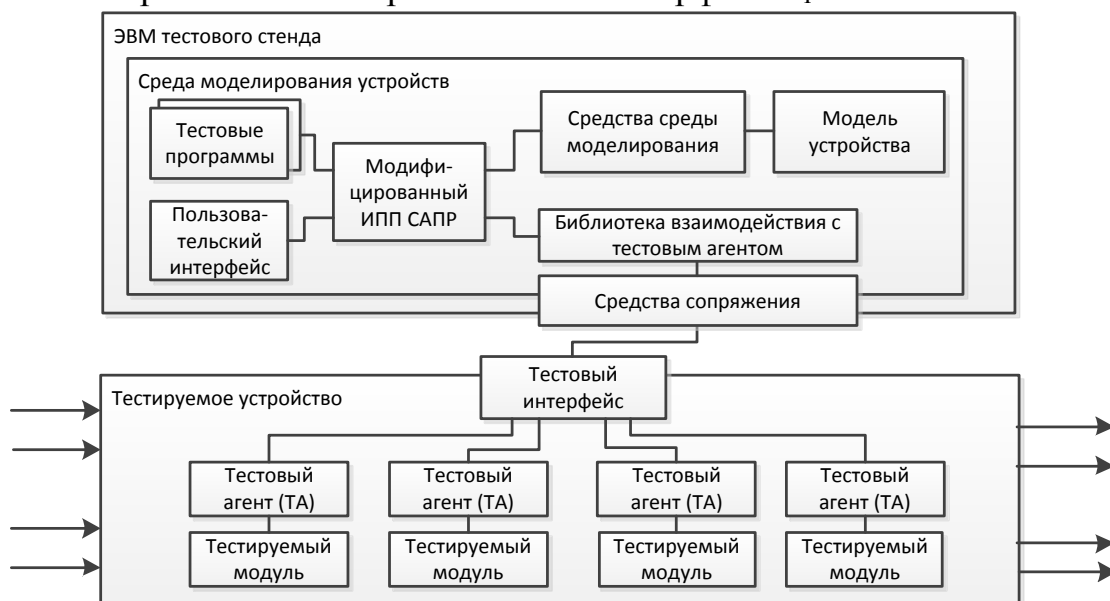 ЭВМ тестового стенда
Среда моделирования устройств
Тестовые
программы
Модифи-
цированный
ИПП САПР
Пользова-
тельский
интерфейс
Средства среды
моделирования
Модель
устройства
Библиотека взаимодействия с
тестовым агентом
Средства сопряжения
Тестовый
интерфейс
Тестируемое устройство
Тестовый
агент (ТА)
Тестовый
агент (ТА)
Тестовый
агент (ТА)
Тестовый
агент (ТА)
Тестируемый
модуль
Тестируемый
модуль
Тестируемый
модуль
Тестируемый
модуль